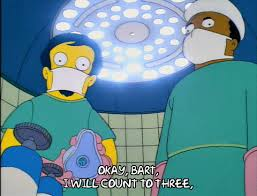 OKAY, BART,
I WILL COUNT TO THREE,